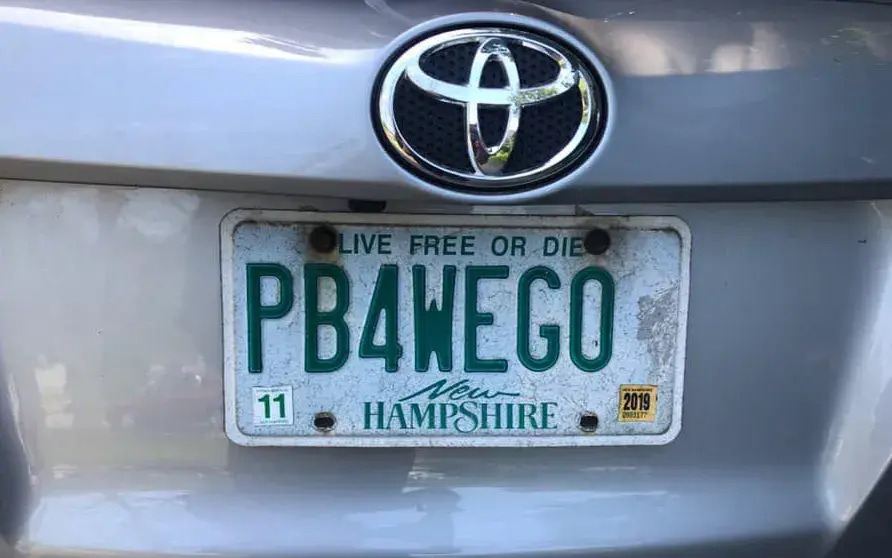 LIVE FREE OR DIE
PB4WEGO
11
2019
New
HAMPSHIRE